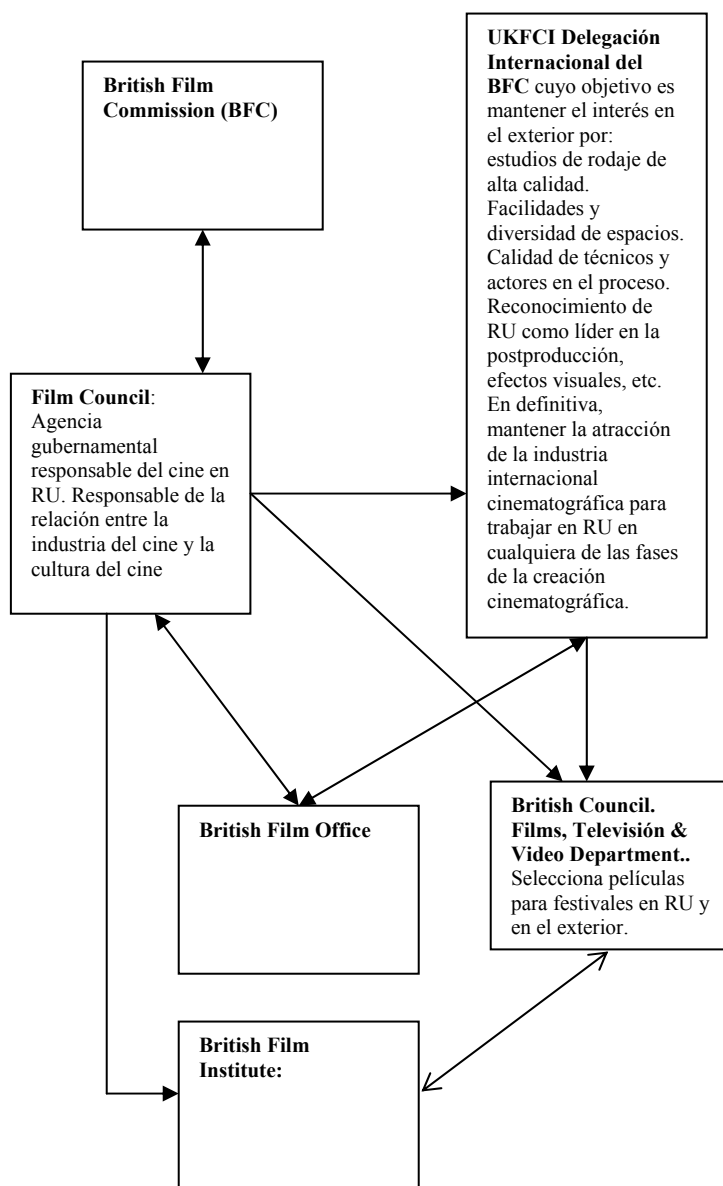 British Film
Commission (BFC)
UKFCI Delegación
Internacional del
BFC cuyo objetivo es
mantener el interés en
el exterior por:
estudios de rodaje de
alta calidad.
Facilidades y
diversidad de espacios.
Calidad de técnicos y
actores en el proceso.
Reconocimiento de
RU como líder en la
postproducción,
efectos visuales, etc.
En definitiva,
mantener la atracción
de la industria
internacional
cinematográfica para
trabajar en RU en
cualquiera de las fases
de la creación
cinematográfica.
Film Council:
Agencia
gubernamental
responsable del cine en
RU. Responsable de la
relación entre la
industria del cine y la
cultura del cine
British Film Office
British Council.
Films, Televisión &
Video Department..
Selecciona películas
para festivales en RU y
en el exterior.
British Film
Institute: